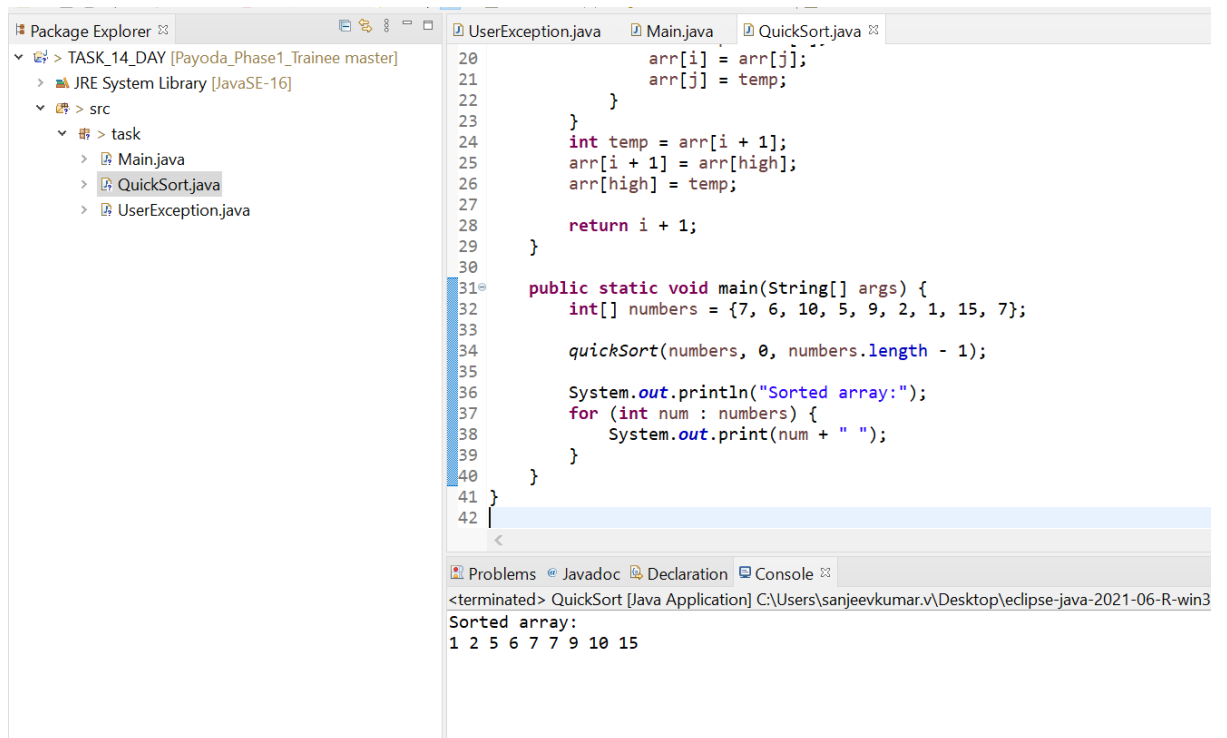 Package Explorer
> TASK_14_DAY [Payoda_Phase1_Trainee master]
JRE System Library [JavaSE-16]
> src
> task
Main.java
QuickSort.java
UserException.java
UserException.java Main.java QuickSort.java
20 arr[i] = arr[j];
21 arr[j] = temp;
22 }
23 }
24 int temp = arr[i + 1];
25 arr[i + 1] = arr[high];
26 arr[high] = temp;
27
28 return i + 1;
29 }
30
31 public static void main(String[] args) {
32 int[] numbers = {7, 6, 10, 5, 9, 2, 1, 15, 7};
33
34 quickSort(numbers, 0, numbers.length - 1);
35
36 System.out.println("Sorted array:");
37 for (int num : numbers) {
38 System.out.print(num + " ");
39 }
40 }
41 }
42
Problems @ Javadoc Declaration Console
<terminated> QuickSort [Java Application] C:\Users\sanjeevkumar.v\Desktop\eclipse-java-2021-06-R-win3
Sorted array:
1 2 5 6 7 7 9 10 15